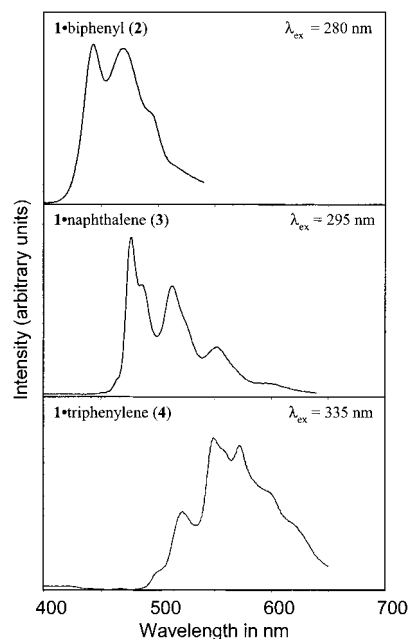 1•biphenyl (2)
λex = 280 nm
1•naphthalene (3)
λex = 295 nm
1•triphenylene (4)
λex = 335 nm
Intensity (arbitrary units)
400 500 600 700
Wavelength in nm